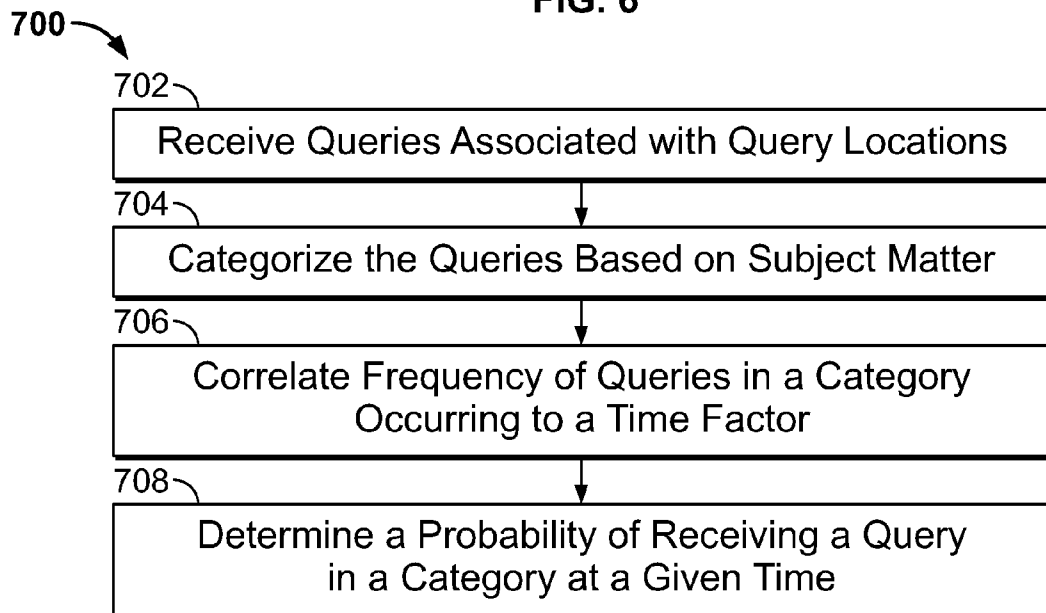 FIG. 6
700
702
Receive Queries Associated with Query Locations
704
Categorize the Queries Based on Subject Matter
706
Correlate Frequency of Queries in a Category
Occurring to a Time Factor
708
Determine a Probability of Receiving a Query
in a Category at a Given Time